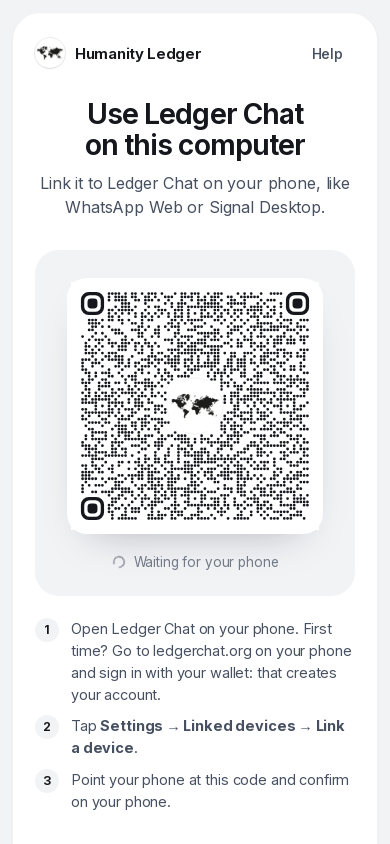 Humanity Ledger
Help
Use Ledger Chat
on this computer
Link it to Ledger Chat on your phone, like
WhatsApp Web or Signal Desktop.
Waiting for your phone
1 Open Ledger Chat on your phone. First
time? Go to ledgerchat.org on your phone
and sign in with your wallet: that creates
your account.
2 Tap Settings → Linked devices → Link
a device.
3 Point your phone at this code and confirm
on your phone.